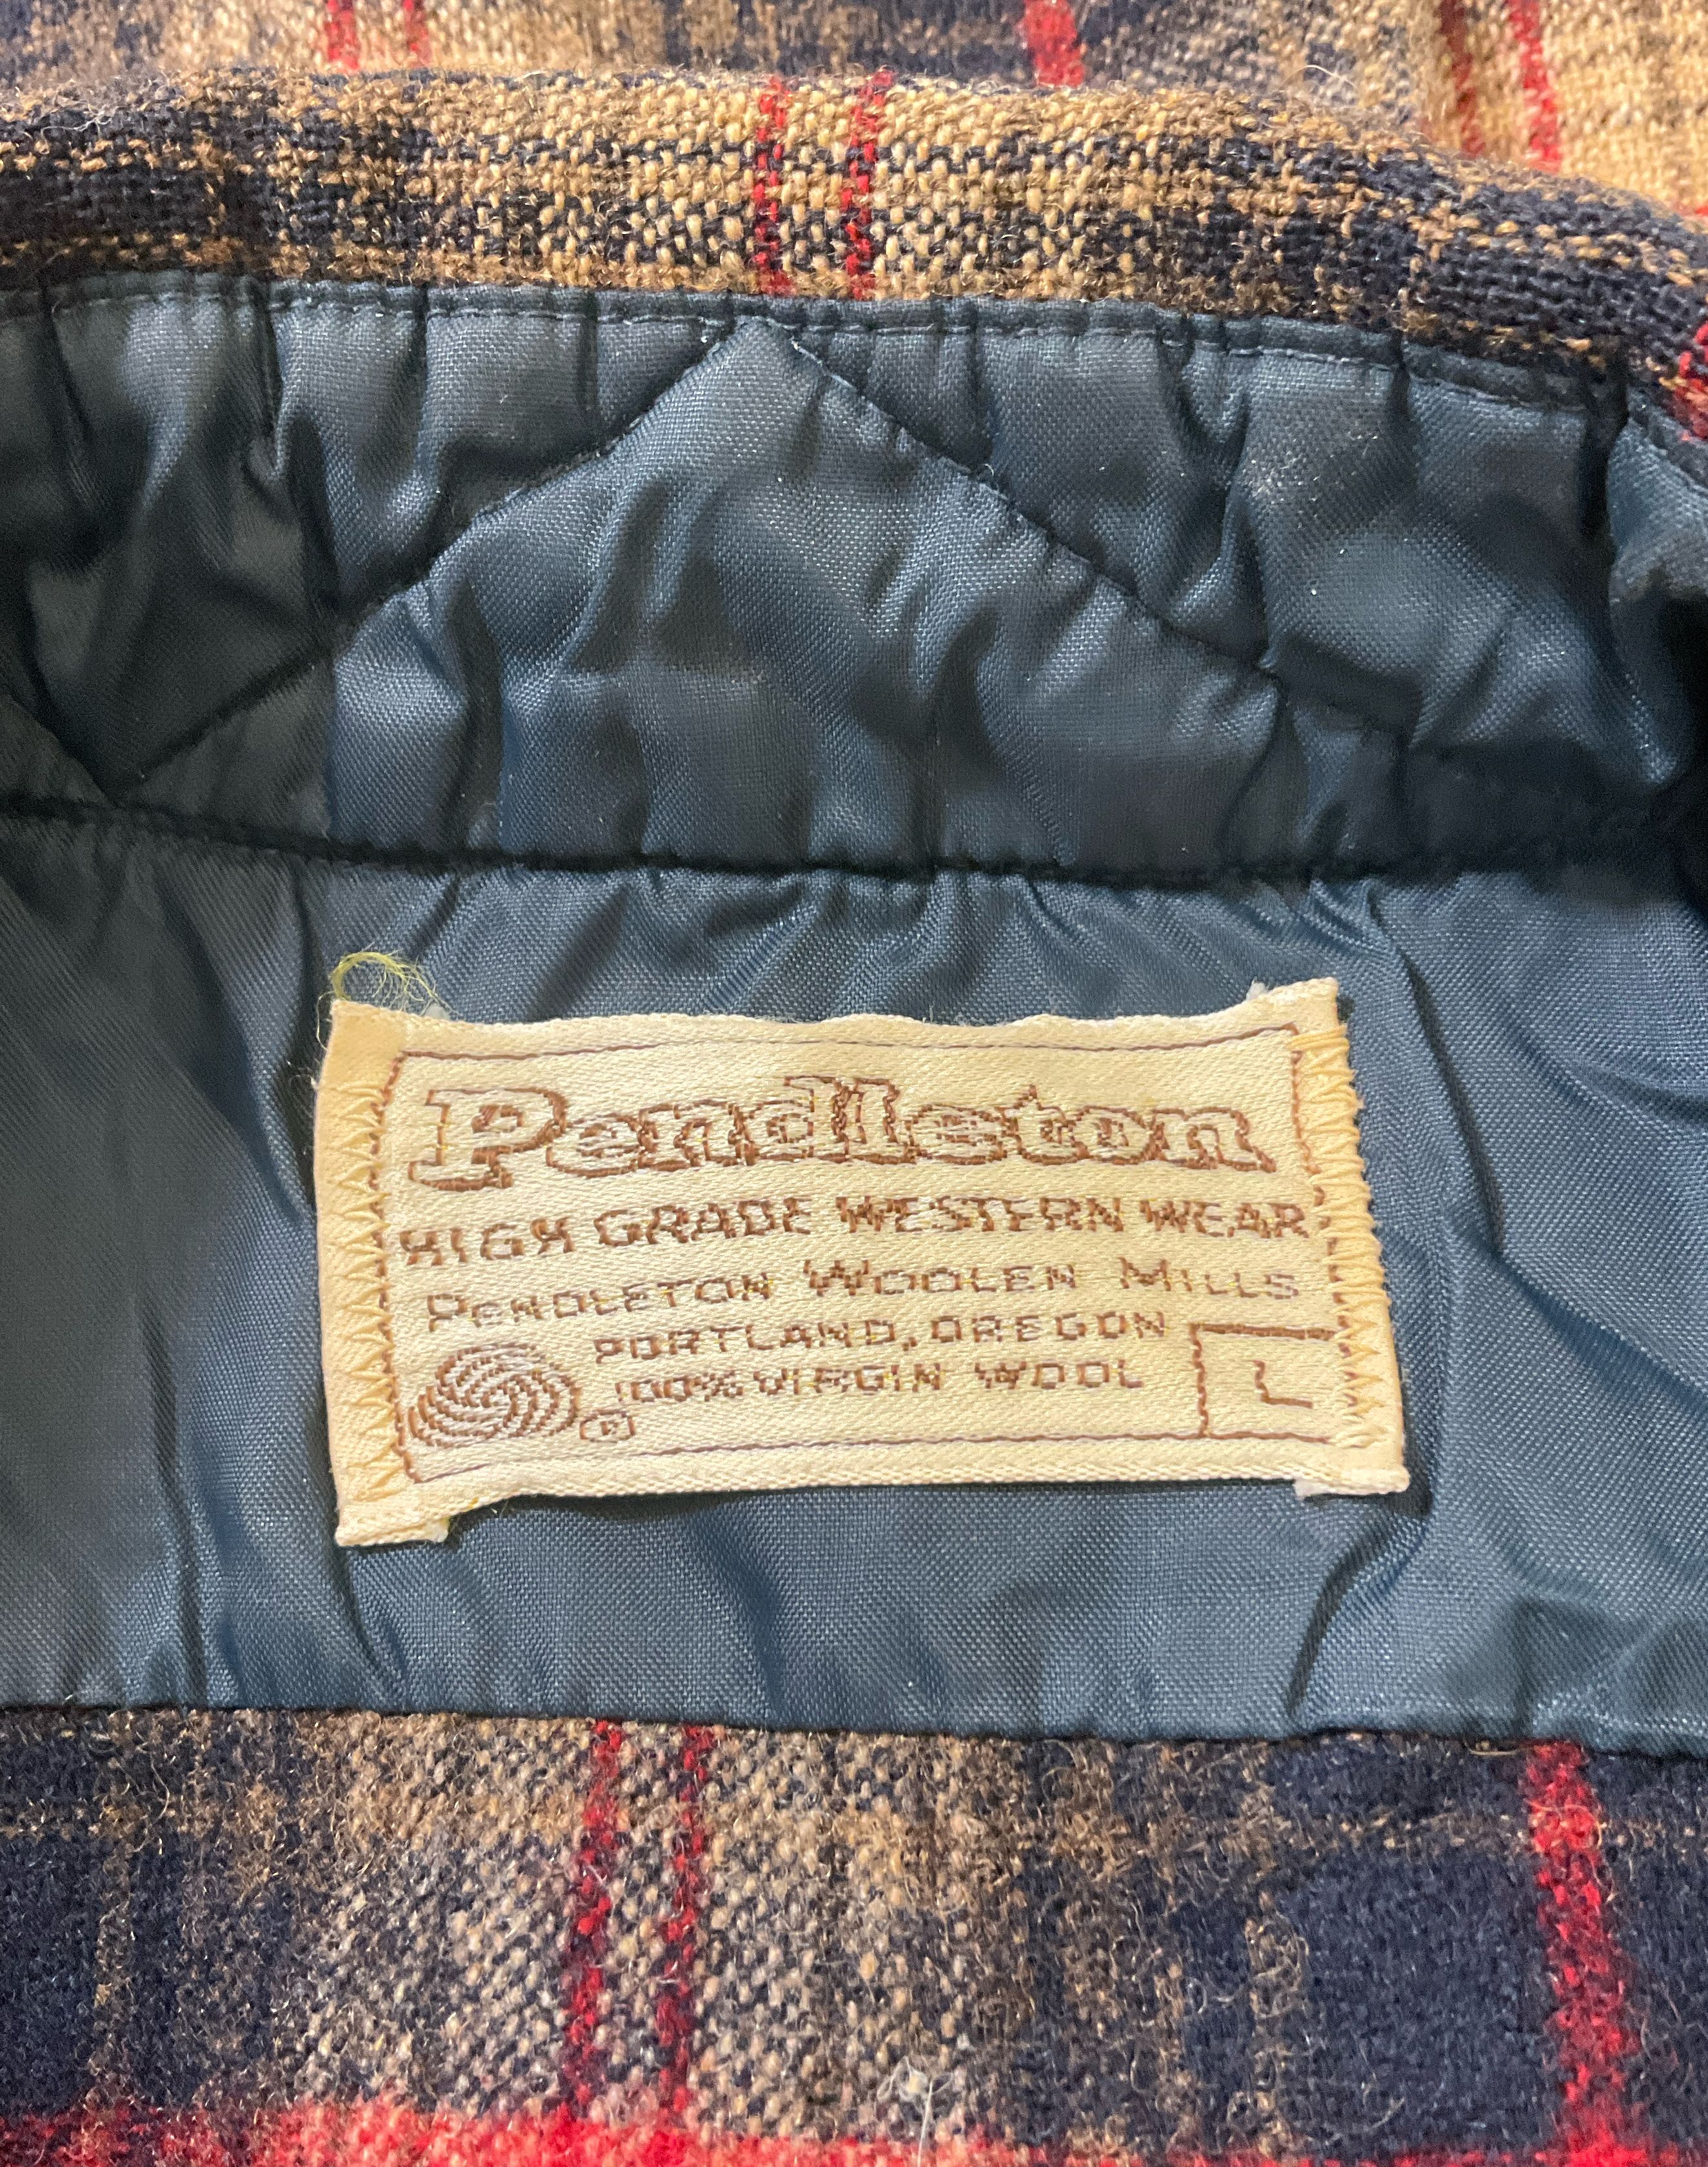 Pendleton
HIGH GRADE WESTERN WEAR
PENDLETON WOOLEN MILLS
PORTLAND, OREGON
100% VIRGIN WOOL
®
L